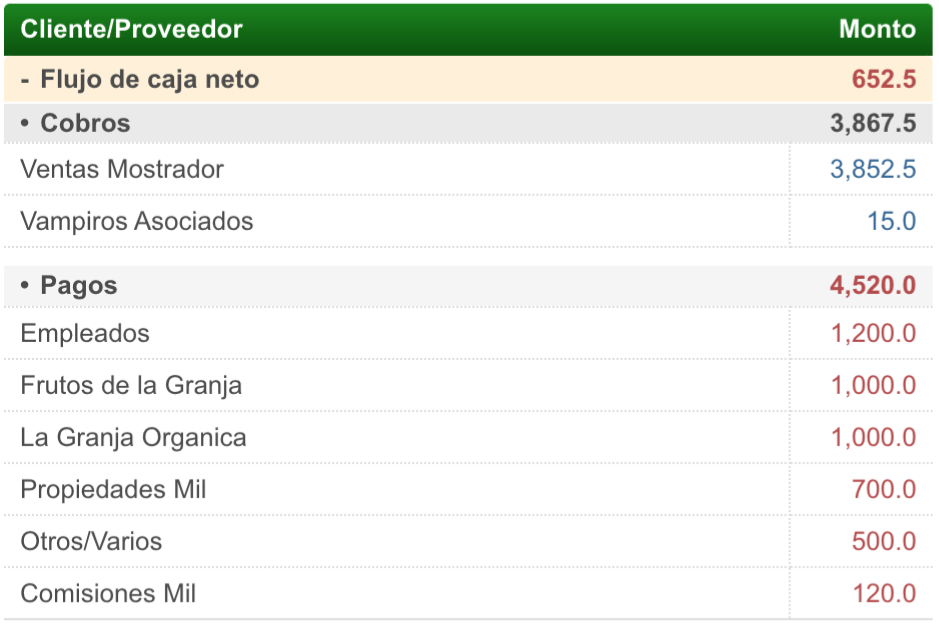 Cliente/Proveedor Monto
- Flujo de caja neto 652.5
• Cobros 3,867.5
Ventas Mostrador 3,852.5
Vampiros Asociados 15.0
• Pagos 4,520.0
Empleados 1,200.0
Frutos de la Granja 1,000.0
La Granja Organica 1,000.0
Propiedades Mil 700.0
Otros/Varios 500.0
Comisiones Mil 120.0